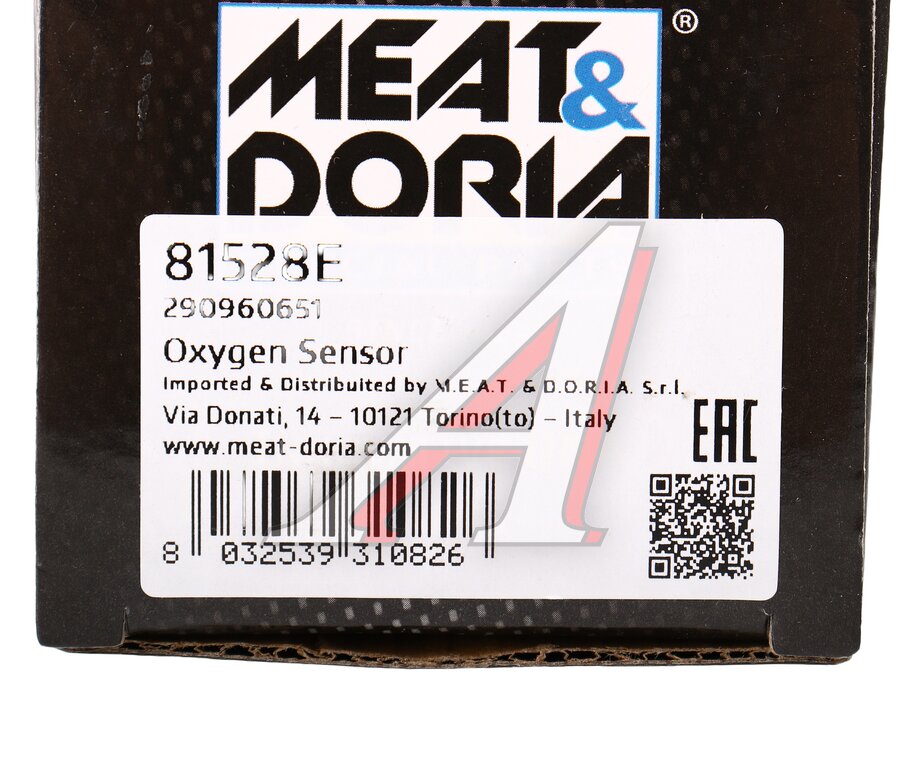 MEAT& ®
DORIA
81528E
290960651
Oxygen Sensor
Imported & Distribuited by M.E.A.T. & D.O.R.I.A. S.r.l.
Via Donati, 14 – 10121 Torino(to) – Italy
www.meat-doria.com
EAC
8 032539 310826